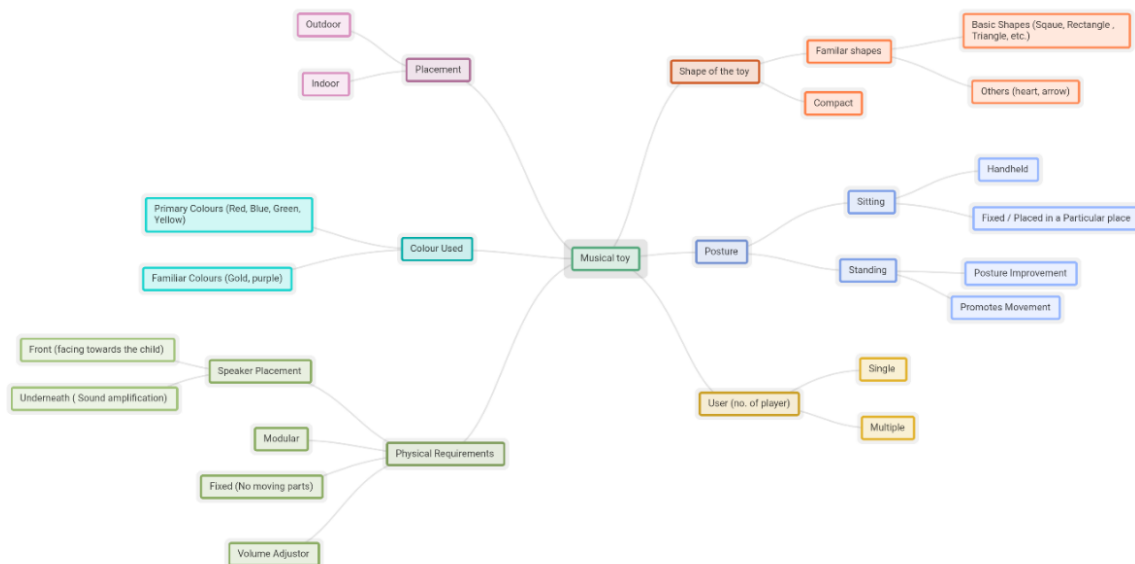 Musical toy
Placement
Outdoor
Indoor
Colour Used
Primary Colours (Red, Blue, Green,
Yellow)
Familiar Colours (Gold, purple)
Physical Requirements
Speaker Placement
Front (facing towards the child)
Underneath ( Sound amplification)
Modular
Fixed (No moving parts)
Volume Adjustor
Shape of the toy
Familar shapes
Basic Shapes (Sqaue, Rectangle ,
Triangle, etc.)
Others (heart, arrow)
Compact
Posture
Sitting
Handheld
Fixed / Placed in a Particular place
Standing
Posture Improvement
Promotes Movement
User (no. of player)
Single
Multiple